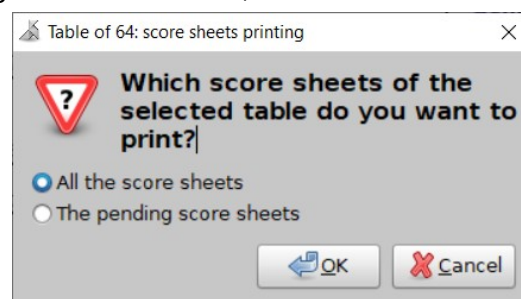 Table of 64: score sheets printing
?
Which score sheets of the
selected table do you want to
print?
All the score sheets
The pending score sheets
OK
Cancel